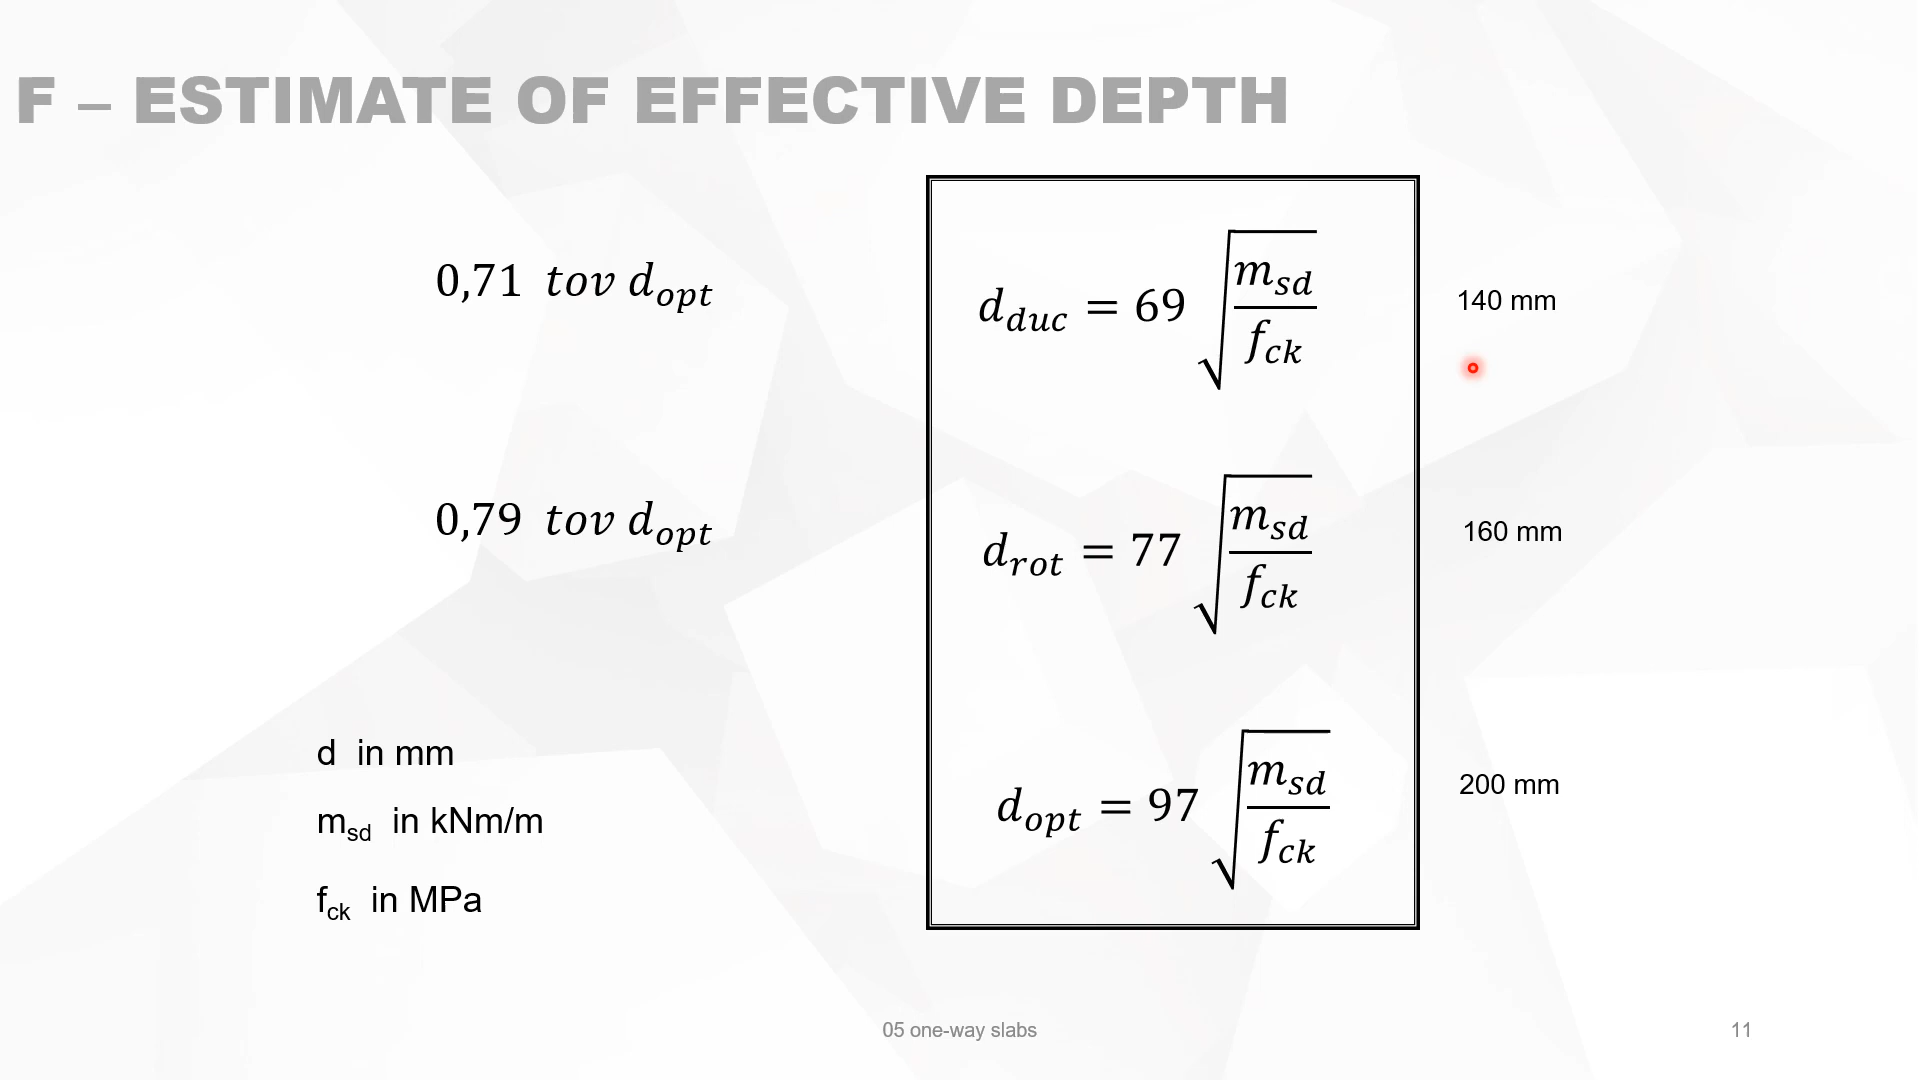 F – ESTIMATE OF EFFECTIVE DEPTH
0,71 tov d_opt
d_duc = 69 √(m_sd / f_ck)
140 mm
0,79 tov d_opt
d_rot = 77 √(m_sd / f_ck)
160 mm
d in mm
m_sd in kNm/m
f_ck in MPa
d_opt = 97 √(m_sd / f_ck)
200 mm
05 one-way slabs
11